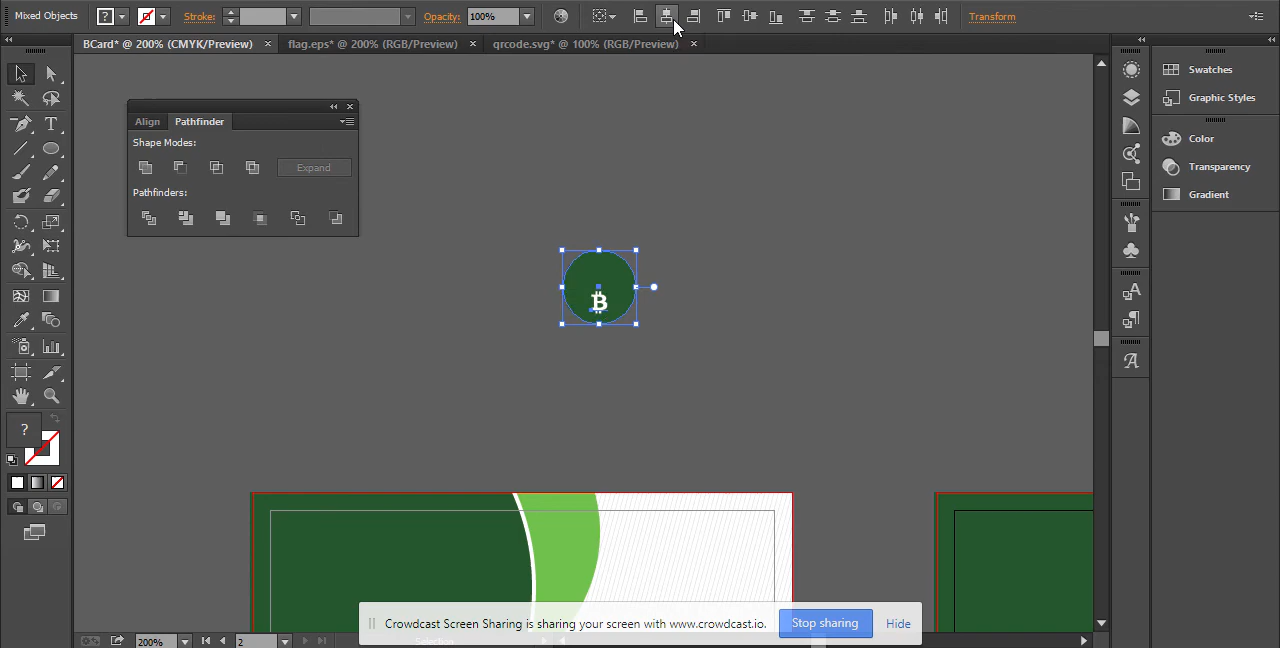 Mixed Objects ? Stroke: Opacity: 100% Transform
BCard* @ 200% (CMYK/Preview) × flag.eps* @ 200% (RGB/Preview) × qrcode.svg* @ 100% (RGB/Preview) ×
Align Pathfinder
Shape Modes:
Expand
Pathfinders:
Swatches
Graphic Styles
Color
Transparency
Gradient
T
A
A
₿
?
Crowdcast Screen Sharing is sharing your screen with www.crowdcast.io. Stop sharing Hide
200% 2 Selection